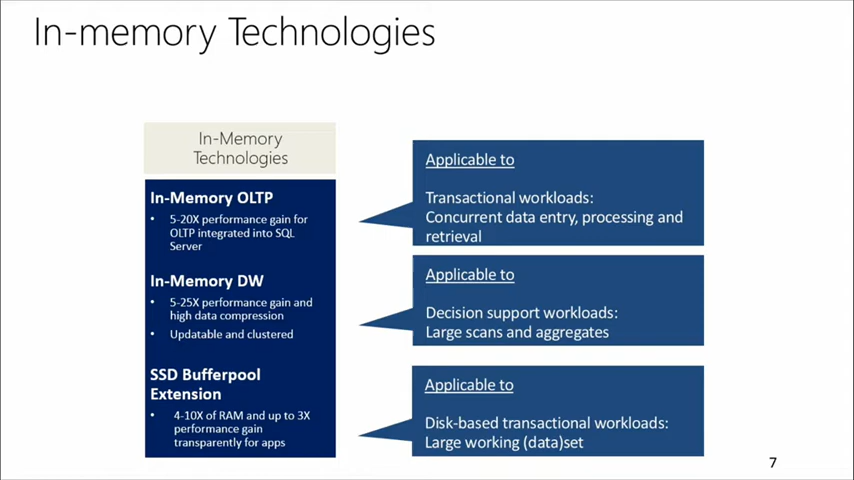 In-memory Technologies
In-Memory
Technologies
In-Memory OLTP
• 5-20X performance gain for
OLTP integrated into SQL
Server
In-Memory DW
• 5-25X performance gain and
high data compression
• Updatable and clustered
SSD Bufferpool
Extension
• 4-10X of RAM and up to 3X
performance gain
transparently for apps
Applicable to
Transactional workloads:
Concurrent data entry, processing and
retrieval
Applicable to
Decision support workloads:
Large scans and aggregates
Applicable to
Disk-based transactional workloads:
Large working (data)set
7